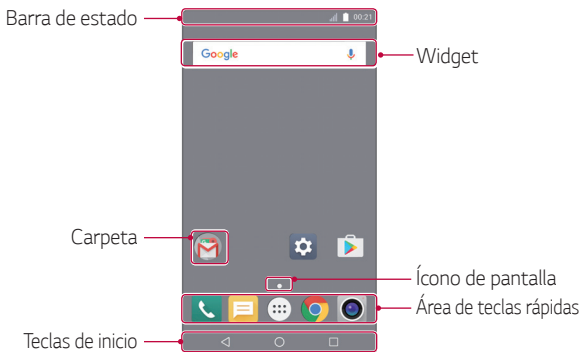 Barra de estado
00:21
Google
Widget
Carpeta
Ícono de pantalla
Área de teclas rápidas
Teclas de inicio